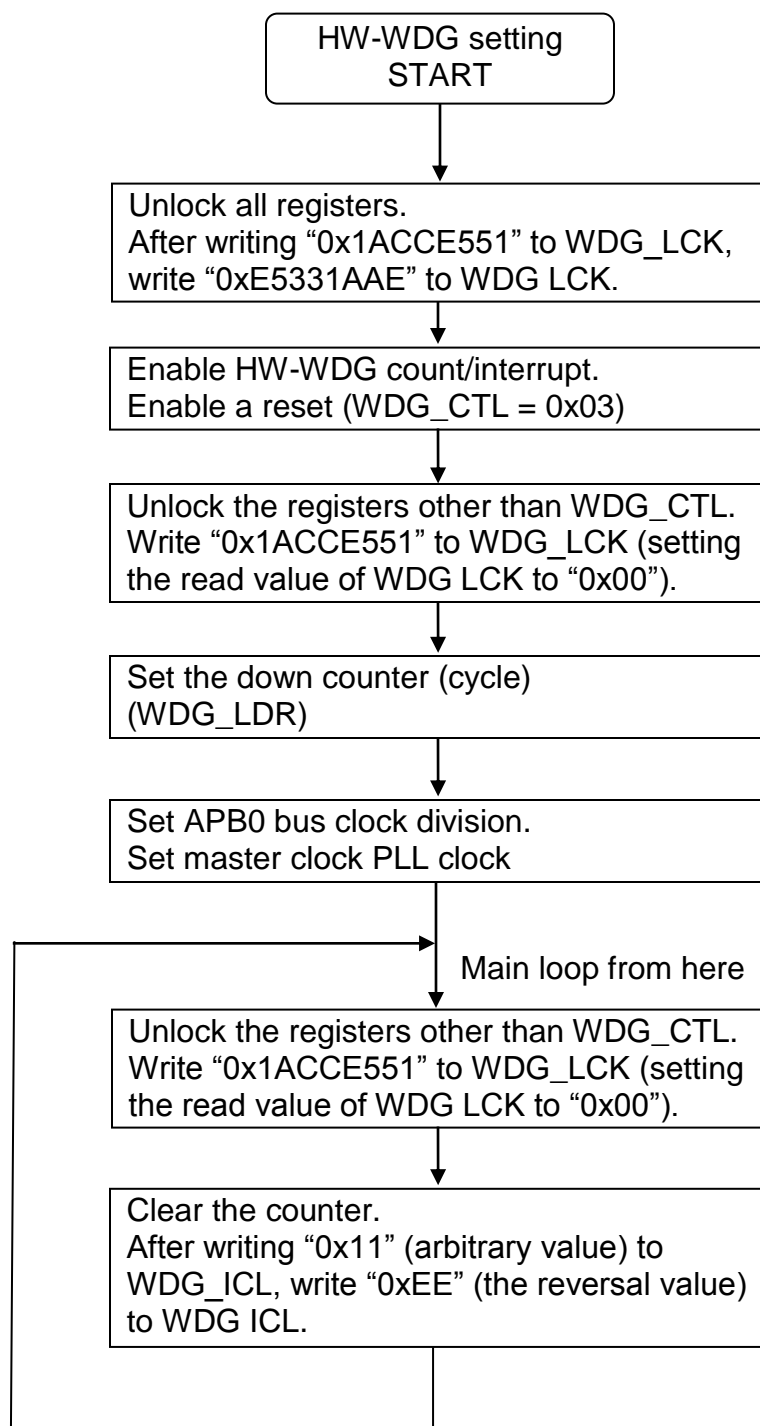 HW-WDG setting
START
Unlock all registers.
After writing “0x1ACCE551” to WDG_LCK,
write “0xE5331AAE” to WDG LCK.
Enable HW-WDG count/interrupt.
Enable a reset (WDG_CTL = 0x03)
Unlock the registers other than WDG_CTL.
Write “0x1ACCE551” to WDG_LCK (setting
the read value of WDG LCK to “0x00”).
Set the down counter (cycle)
(WDG_LDR)
Set APB0 bus clock division.
Set master clock PLL clock
Main loop from here
Unlock the registers other than WDG_CTL.
Write “0x1ACCE551” to WDG_LCK (setting
the read value of WDG LCK to “0x00”).
Clear the counter.
After writing “0x11” (arbitrary value) to
WDG_ICL, write “0xEE” (the reversal value)
to WDG ICL.